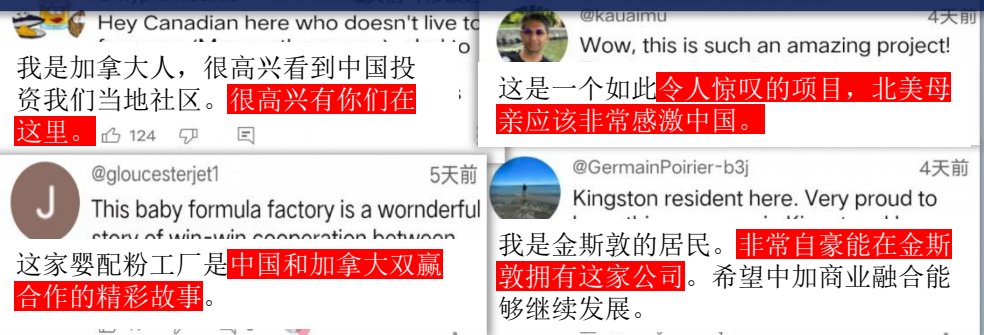 Hey Canadian here who doesn't live to
我是加拿大人，很高兴看到中国投
资我们当地社区。很高兴有你们在
这里。 124
@kauaimu 4天前
Wow, this is such an amazing project!
这是一个如此令人惊叹的项目，北美母
亲应该非常感激中国。
@gloucesterjet1 5天前
This baby formula factory is a wornderful
story of win-win cooperation between
这家婴配粉工厂是中国和加拿大双赢
合作的精彩故事。
@GermainPoirier-b3j 4天前
Kingston resident here. Very proud to
我是金斯敦的居民。非常自豪能在金斯
敦拥有这家公司。希望中加商业融合能
够继续发展。